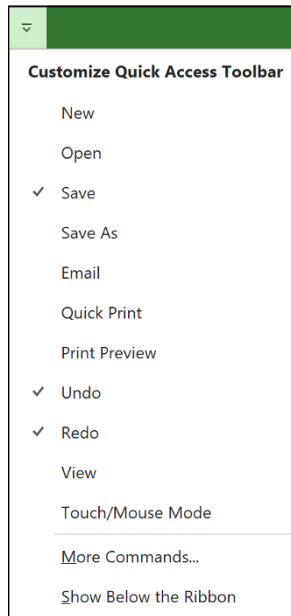 Customize Quick Access Toolbar
New
Open
Save
Save As
Email
Quick Print
Print Preview
Undo
Redo
View
Touch/Mouse Mode
More Commands...
Show Below the Ribbon